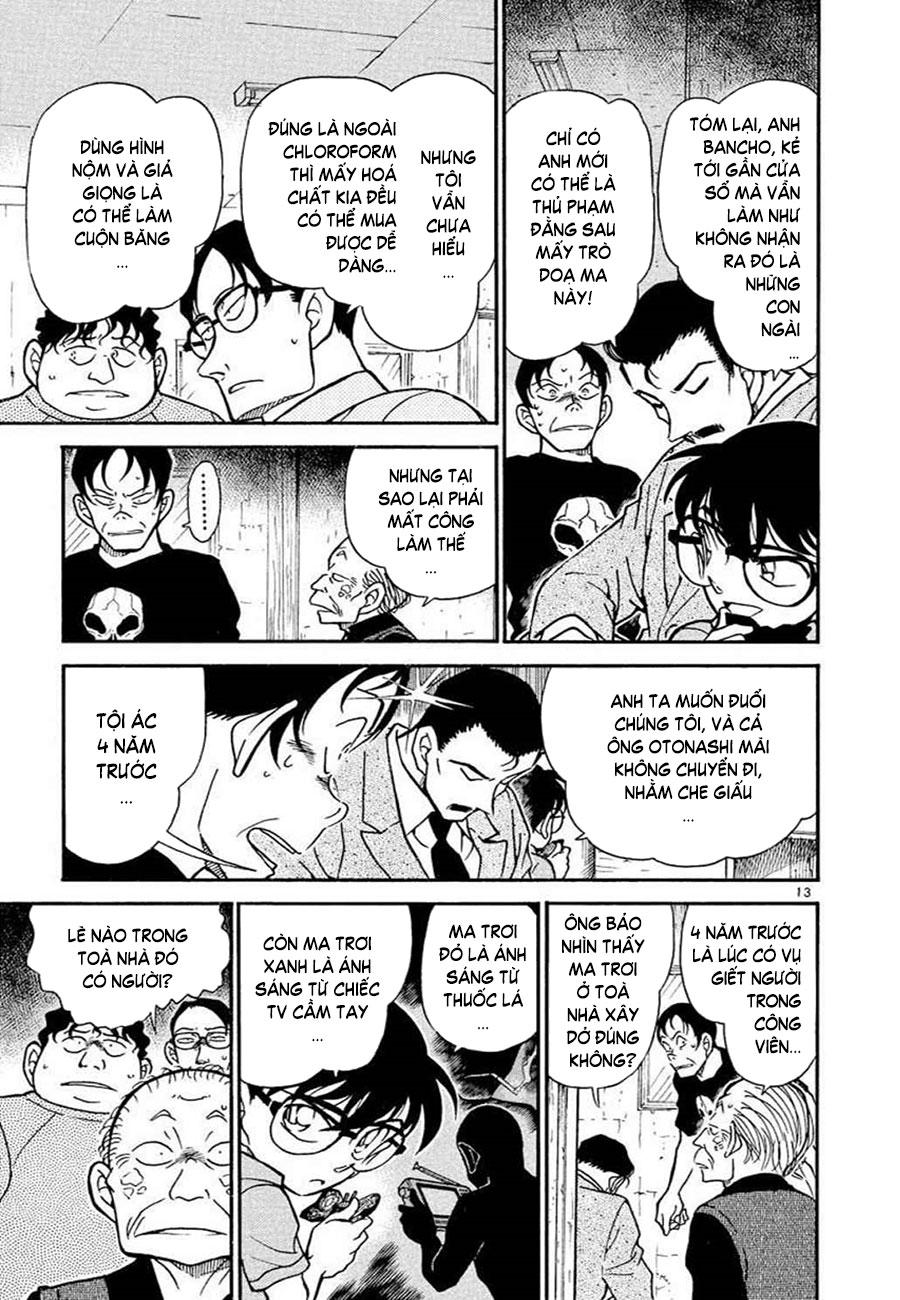 TÓM LẠI, ANH
BANCHO, KẺ
TỚI GẦN CỬA
SỔ MÀ VẪN
LÀM NHƯ
KHÔNG NHẬN
RA ĐÓ LÀ
NHỮNG
CON
NGÀI
...
CHỈ CÓ
ANH MỚI
CÓ THỂ LÀ
THỦ PHẠM
ĐẰNG SAU
MẤY TRÒ
DOẠ MA
NÀY!
NHƯNG
TÔI
VẪN
CHƯA
HIỂU
...
ĐÚNG LÀ NGOÀI
CHLOROFORM
THÌ MẤY HOÁ
CHẤT KIA ĐỀU
CÓ THỂ MUA
ĐƯỢC DỄ
DÀNG...
DÙNG HÌNH
NỘM VÀ GIẢ
GIỌNG LÀ
CÓ THỂ LÀM
CUỘN BĂNG
...
NHƯNG TẠI
SAO LẠI PHẢI
MẤT CÔNG
LÀM THẾ
...
........
ANH TA MUỐN ĐUỔI
CHÚNG TÔI, VÀ CẢ
ÔNG OTONASHI MÃI
KHÔNG CHUYỂN ĐI,
NHẰM CHE GIẤU
...
TỘI ÁC
4 NĂM
TRƯỚC
...
13
4 NĂM TRƯỚC
LÀ LÚC CÓ VỤ
GIẾT NGƯỜI
TRONG
CÔNG
VIÊN...
ÔNG BẢO
NHÌN THẤY
MA TRƠI
Ở TOÀ
NHÀ XÂY
DỞ ĐÚNG
KHÔNG?
MA TRƠI
ĐỎ LÀ ÁNH
SÁNG TỪ
THUỐC LÁ
...
CÒN MA TRƠI
XANH LÀ ÁNH
SÁNG TỪ CHIẾC
TV CẦM TAY
...
LẼ NÀO TRONG
TOÀ NHÀ ĐÓ
CÓ NGƯỜI?